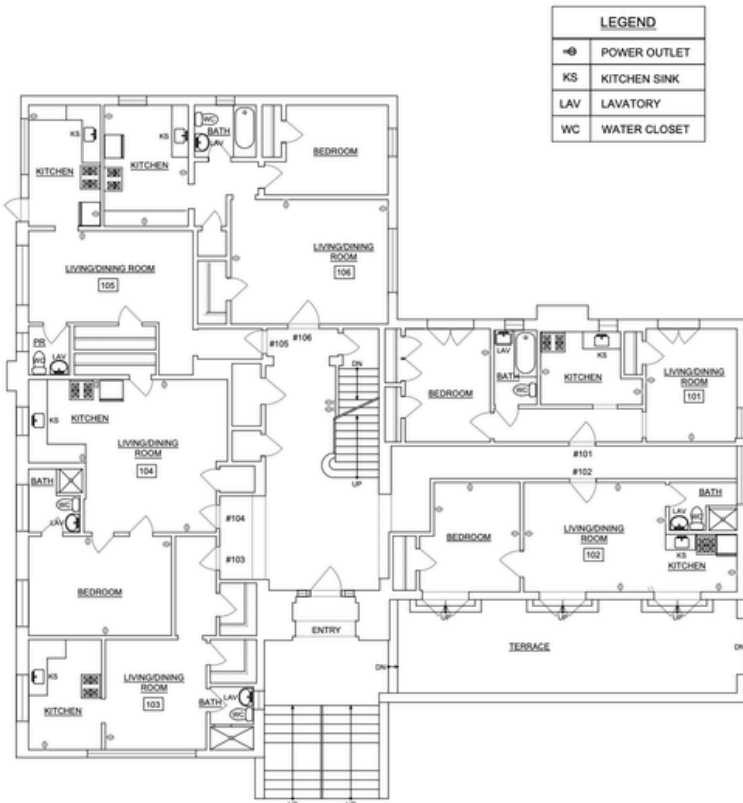 LEGEND
POWER OUTLET
KS KITCHEN SINK
LAV LAVATORY
WC WATER CLOSET
KS
KITCHEN
KS
KITCHEN
WC
BATH
LAV
BEDROOM
LIVING/DINING ROOM
105
LIVING/DINING
ROOM
106
PR
WC
LAV
#105
#106
DN
UP
KITCHEN
KS
LIVING/DINING
ROOM
104
BATH
WC
LAV
#104
#103
BEDROOM
KS
KITCHEN
LIVING/DINING
ROOM
103
BATH
LAV
WC
ENTRY
BEDROOM
LAV
BATH
WC
KS
KITCHEN
LIVING/DINING
ROOM
101
#101
#102
BEDROOM
LIVING/DINING
ROOM
102
BATH
LAV
WC
KS
KITCHEN
UP
UP
UP
TERRACE
DN
DN